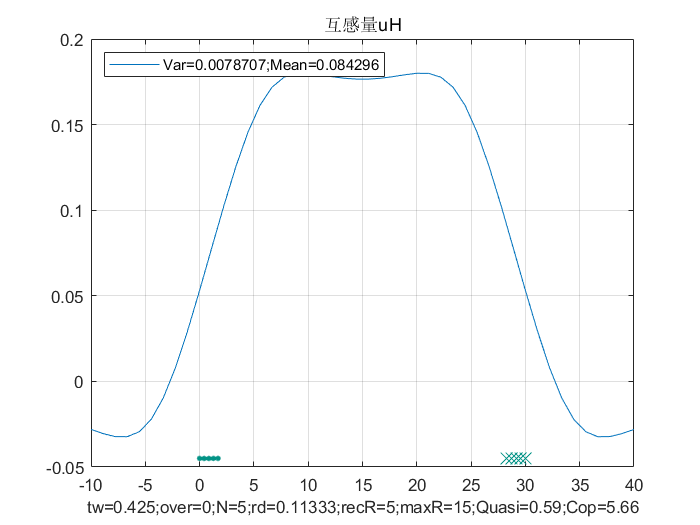 互感量uH
Var=0.0078707;Mean=0.084296
0.2
0.15
0.1
0.05
0
-0.05
-10 -5 0 5 10 15 20 25 30 35 40
tw=0.425;over=0;N=5;rd=0.11333;recR=5;maxR=15;Quasi=0.59;Cop=5.66